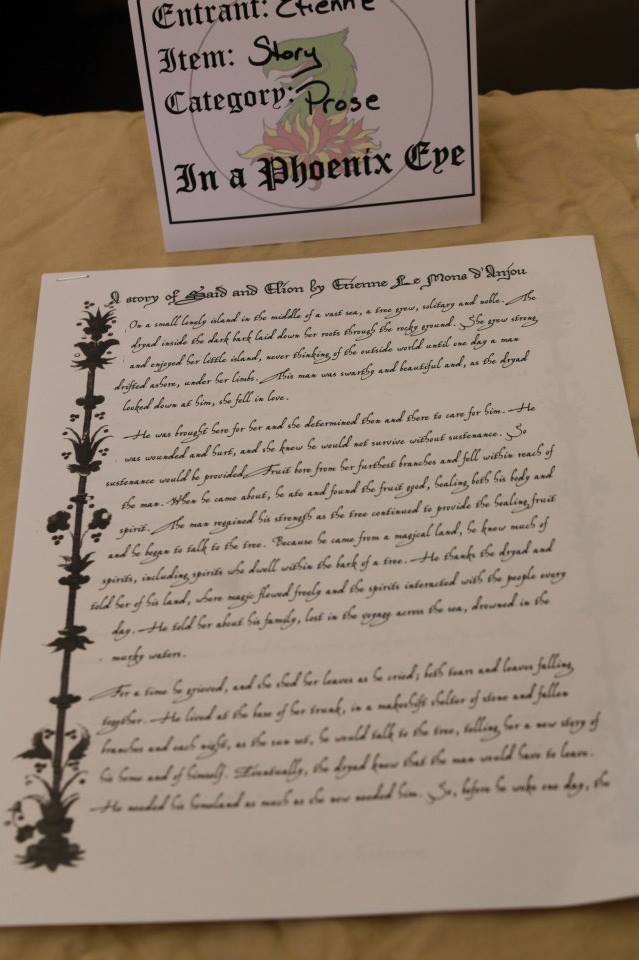 Entrant: Etienne
Item: Story
Category: Prose
In a Phoenix Eye
A story of Said and Elion by Etienne Le Mons d'Anjou
On a small lonely island in the middle of a vast sea, a tree grew, solitary and noble. The
dryad inside the dark bark laid down her roots through the rocky ground. She grew strong
and enjoyed her little island, never thinking of the outside world until one day a man
drifted ashore, under her limbs. This man was swarthy and beautiful and, as the dryad
looked down at him, she fell in love.
He was brought here for her and she determined then and there to care for him. He
was wounded and hurt, and she knew he would not survive without sustenance. So
sustenance would be provided. Fruit bore from her furthest branches and fell within reach of
the man. When he came about, he ate and found the fruit good, healing both his body and
spirit. The man regained his strength as the tree continued to provide the healing fruit
and he began to talk to the tree. Because he came from a magical land, he knew much of
spirits, including spirits who dwell within the bark of a tree. He thanks the dryad and
told her of his land, where magic flowed freely and the spirits interacted with the people every
day. He told her about his family, lost in the voyage across the sea, drowned in the
murky waters.
For a time he grieved, and she shed her leaves as he cried; both tears and leaves falling
together. He lived at the base of her trunk, in a makeshift shelter of stone and fallen
branches and each night, as the sun set, he would talk to the tree, telling her a new story of
his home and of himself. Eventually, the dryad knew that the man would have to leave.
He needed his homeland as much as she now needed him. So, before he woke one day, the